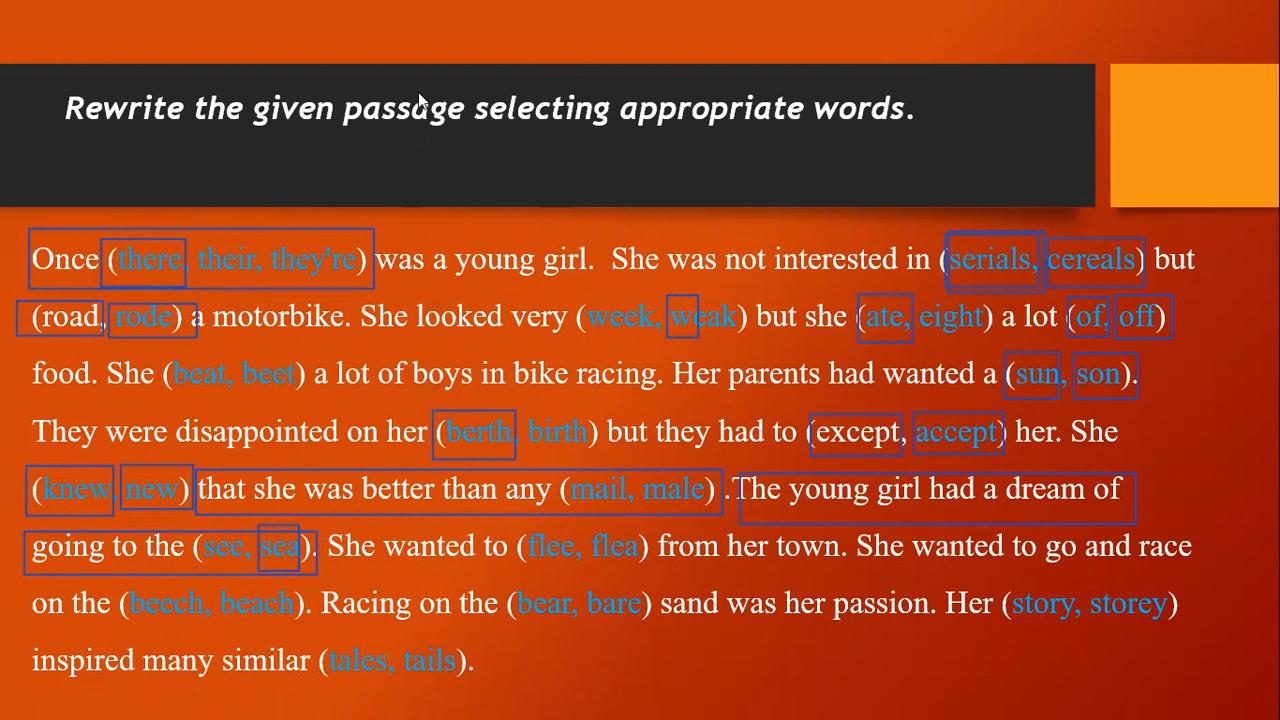 Rewrite the given passage selecting appropriate words.
Once (there, their, they're) was a young girl.  She was not interested in (serials, cereals) but
(road, rode) a motorbike. She looked very (week, weak) but she (ate, eight) a lot (of, off)
food. She (beat, beet) a lot of boys in bike racing. Her parents had wanted a (sun, son).
They were disappointed on her (berth, birth) but they had to (except, accept) her. She
(knew, new) that she was better than any (mail, male) .The young girl had a dream of
going to the (see, sea). She wanted to (flee, flea) from her town. She wanted to go and race
on the (beech, beach). Racing on the (bear, bare) sand was her passion. Her (story, storey)
inspired many similar (tales, tails).